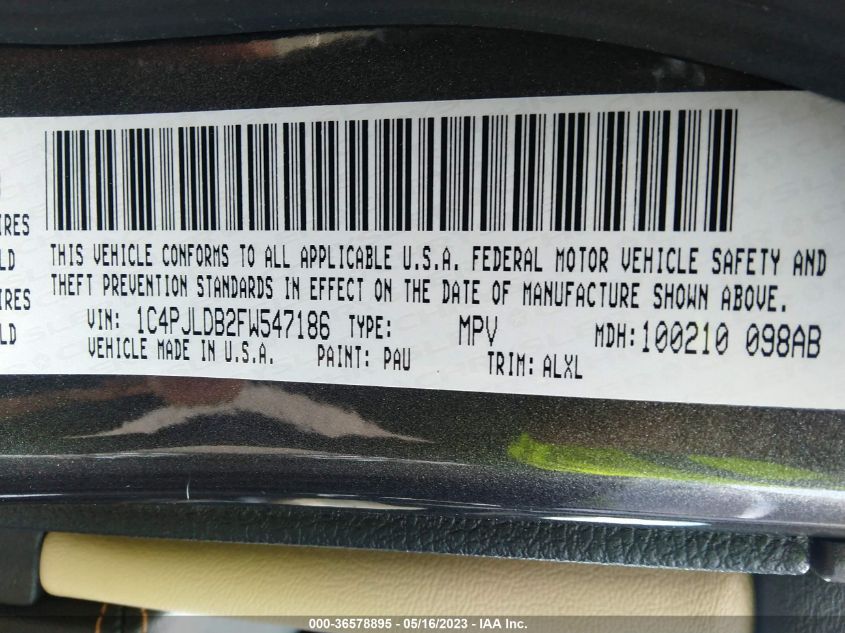 IRES
LD
IRES
LD
THIS VEHICLE CONFORMS TO ALL APPLICABLE U.S.A. FEDERAL MOTOR VEHICLE SAFETY AND
THEFT PREVENTION STANDARDS IN EFFECT ON THE DATE OF MANUFACTURE SHOWN ABOVE.
VIN: 1C4PJLDB2FW547186 TYPE: MPV MDH: 100210 098AB
VEHICLE MADE IN U.S.A. PAINT: PAU TRIM: ALXL
000-36578895 - 05/16/2023 - IAA Inc.